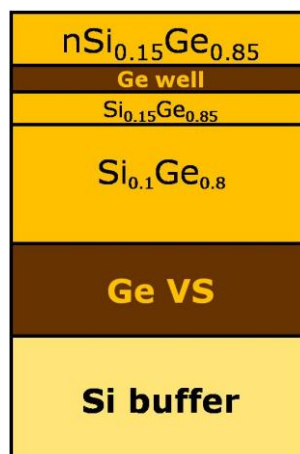 nSi₀.₁₅Ge₀.₈₅
Ge well
Si₀.₁₅Ge₀.₈₅
Si₀.₁Ge₀.₈
Ge VS
Si buffer